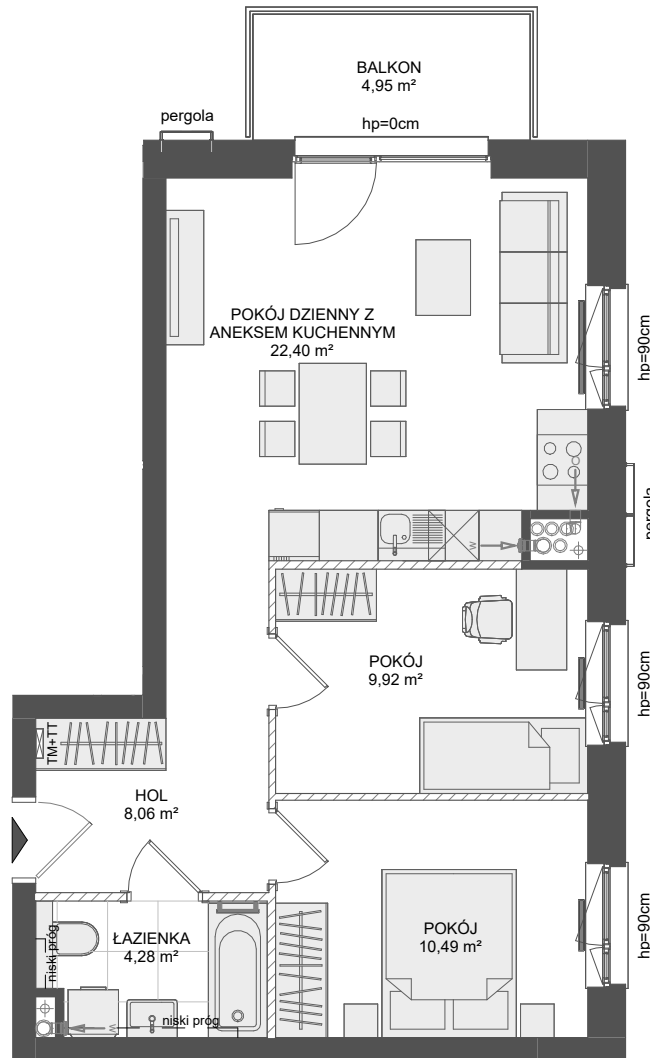 BALKON
4,95 m²
pergola
hp=0cm
POKÓJ DZIENNY Z
ANEKSEM KUCHENNYM
22,40 m²
hp=90cm
pergola
W
POKÓJ
9,92 m²
hp=90cm
TM+TT
HOL
8,06 m²
POKÓJ
10,49 m²
hp=90cm
ŁAZIENKA
4,28 m²
niski próg
W
niski próg